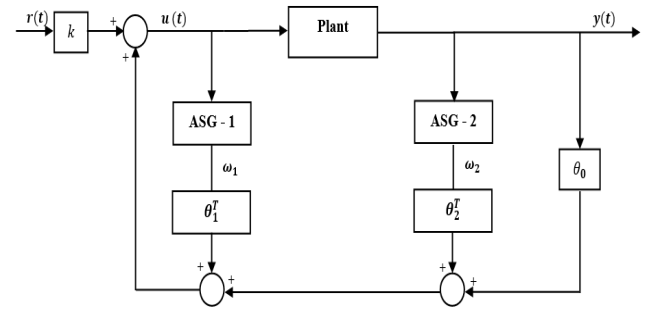 r(t)
k
+
+
u(t)
Plant
y(t)
ASG - 1
ω₁
θ₁ᵀ
ASG - 2
ω₂
θ₂ᵀ
θ₀
+
+
+
+